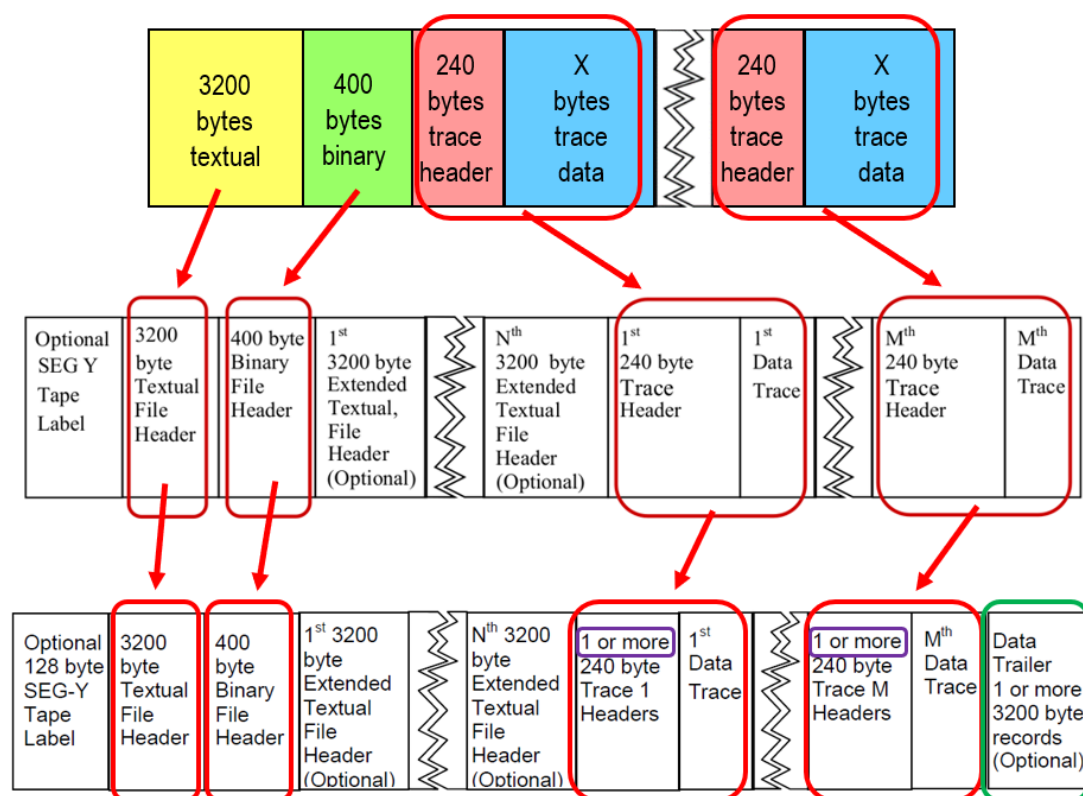 3200
bytes
textual
400
bytes
binary
240
bytes
trace
header
X
bytes
trace
data
240
bytes
trace
header
X
bytes
trace
data
Optional
SEG Y
Tape
Label
3200
byte
Textual
File
Header
400 byte
Binary
File
Header
1st
3200 byte
Extended
Textual,
File
Header
(Optional)
Nth
3200 byte
Extended
Textual
File
Header
(Optional)
1st
240 byte
Trace
Header
1st
Data
Trace
Mth
240 byte
Trace
Header
Mth
Data
Trace
Optional
128 byte
SEG-Y
Tape
Label
3200
byte
Textual
File
Header
400
byte
Binary
File
Header
1st 3200
byte
Extended
Textual
File
Header
(Optional)
Nth 3200
byte
Extended
Textual
File
Header
(Optional)
1 or more
240 byte
Trace 1
Headers
1st
Data
Trace
1 or more
240 byte
Trace M
Headers
Mth
Data
Trace
Data
Trailer
1 or more
3200 byte
records
(Optional)